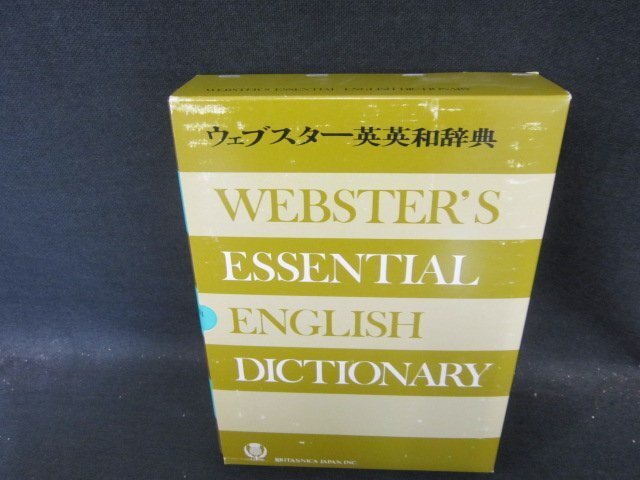 WEBSTER'S ESSENTIAL ENGLISH DICTIONARY
ウェブスター英英和辞典
WEBSTER'S
ESSENTIAL
ENGLISH
DICTIONARY
BRITANNICA JAPAN INC.